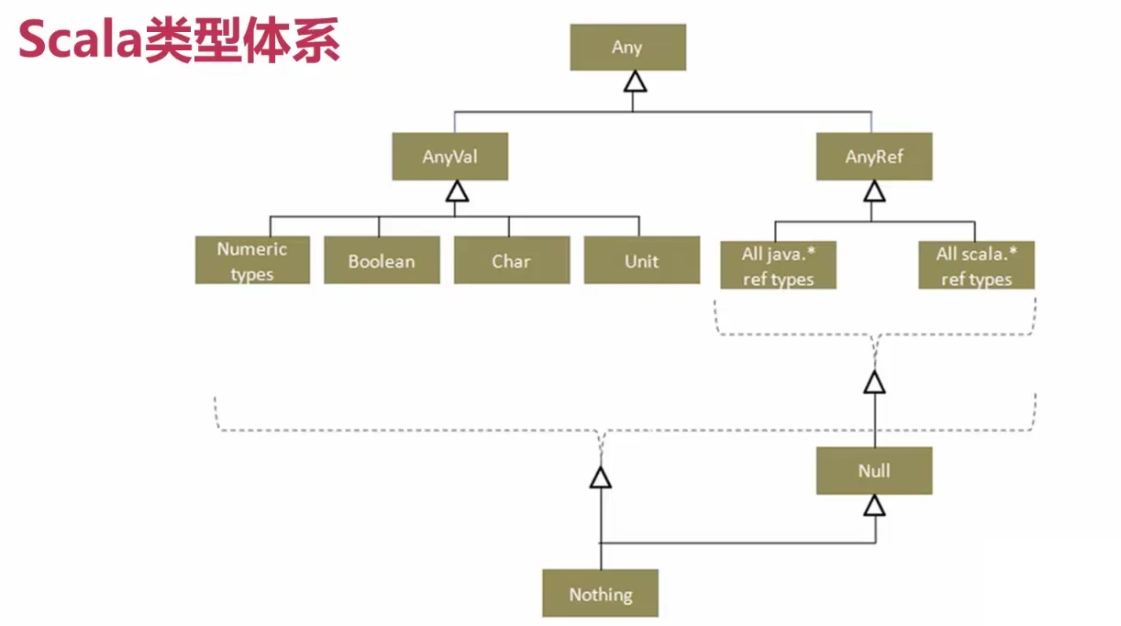 Scala类型体系
Any
AnyVal
AnyRef
Numeric
types
Boolean
Char
Unit
All java.*
ref types
All scala.*
ref types
Null
Nothing